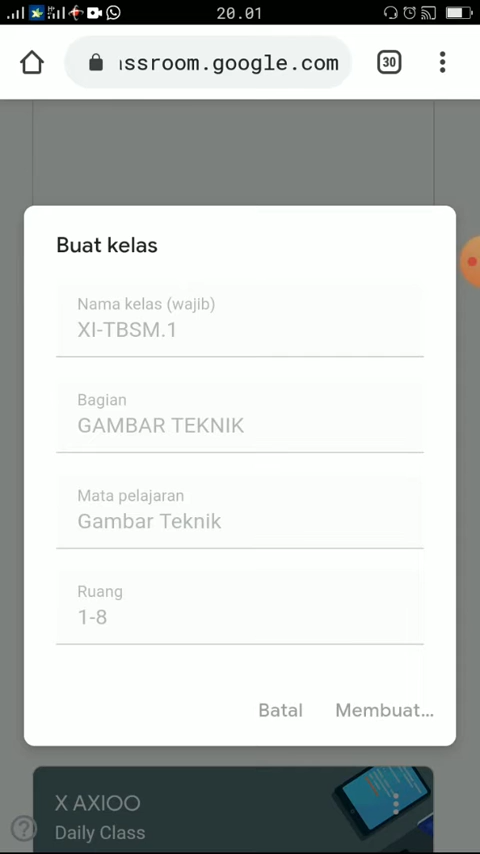 20.01
ıssroom.google.com
30
Buat kelas
Nama kelas (wajib)
XI-TBSM.1
Bagian
GAMBAR TEKNIK
Mata pelajaran
Gambar Teknik
Ruang
1-8
Batal Membuat...
X AXIOO
Daily Class